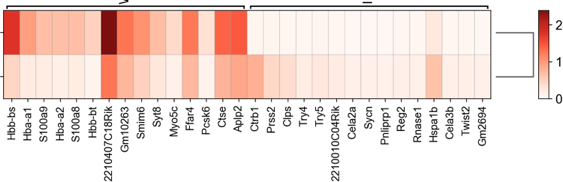 2
1
0
Hbb-bs
Hba-a1
S100a9
Hba-a2
S100a8
Hbb-bt
2210407C18Rik
Gm10263
Smim6
Syt8
Myo5c
Ffar4
Pcsk6
Ctse
Aplp2
Ctrb1
Prss2
Clps
Try4
Try5
2210010C04Rik
Cela2a
Sycn
Pnliprp1
Reg2
Rnase1
Hspa1b
Cela3b
Twist2
Gm2694